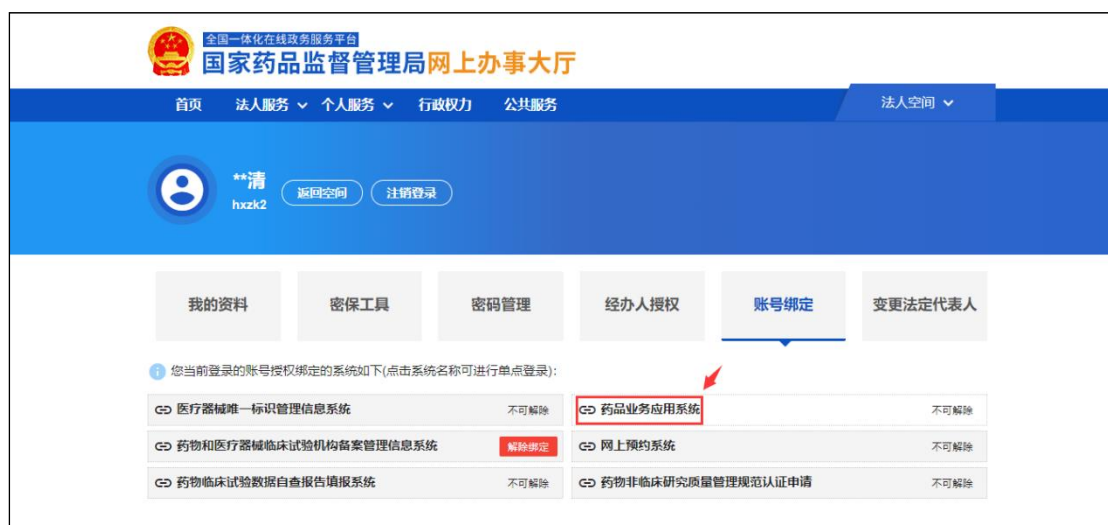 全国一体化在线政务服务平台
国家药品监督管理局网上办事大厅
首页 法人服务 个人服务 行政权力 公共服务 法人空间
**清 返回空间 注销登录
hxzk2
我的资料 密保工具 密码管理 经办人授权 账号绑定 变更法定代表人
您当前登录的账号授权绑定的系统如下(点击系统名称可进行单点登录):
医疗器械唯一标识管理信息系统 不可解除 药品业务应用系统 不可解除
药物和医疗器械临床试验机构备案管理信息系统 解除绑定 网上预约系统 不可解除
药物临床试验数据自查报告填报系统 不可解除 药物非临床研究质量管理规范认证申请 不可解除